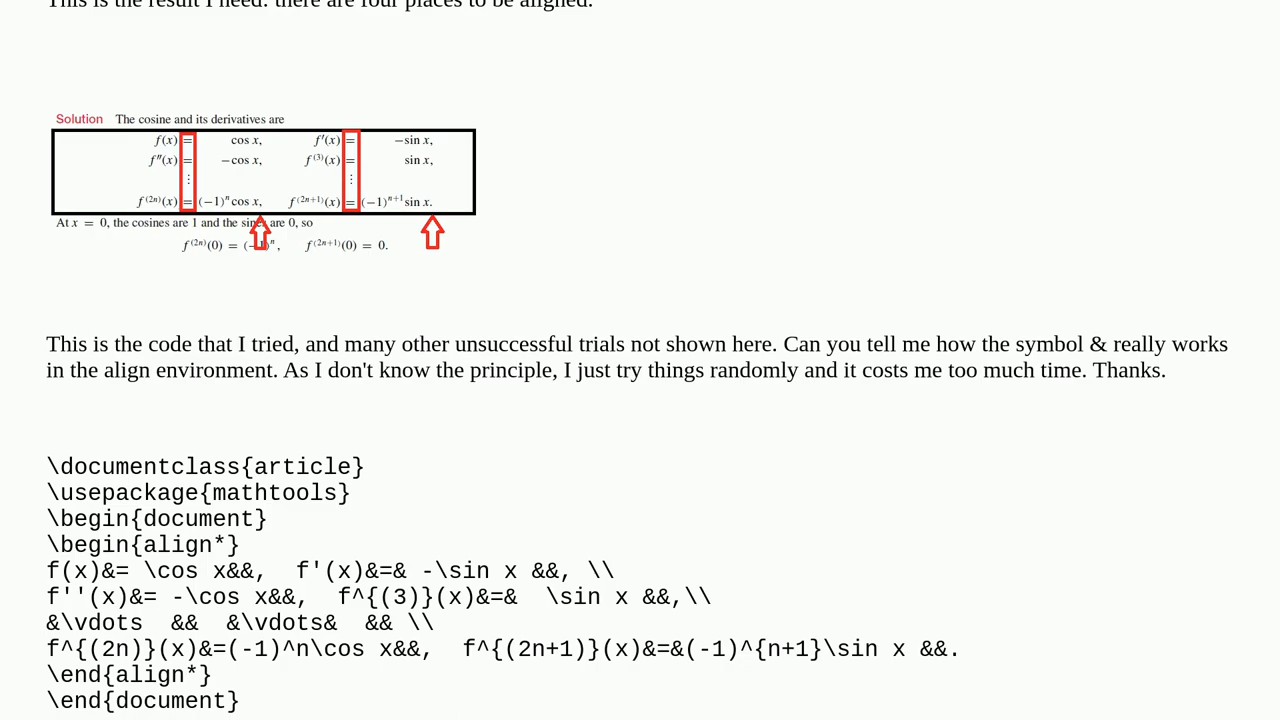 This is the result I need: there are four places to be aligned.
Solution The cosine and its derivatives are
f(x) = cos x, f′(x) = −sin x,
f″(x) = −cos x, f⁽³⁾(x) = sin x,
⋮ ⋮
f⁽²ⁿ⁾(x) = (−1)ⁿ cos x, f⁽²ⁿ⁺¹⁾(x) = (−1)ⁿ⁺¹ sin x.
At x = 0, the cosines are 1 and the sines are 0, so
f⁽²ⁿ⁾(0) = (−1)ⁿ, f⁽²ⁿ⁺¹⁾(0) = 0.
This is the code that I tried, and many other unsuccessful trials not shown here. Can you tell me how the symbol & really works
in the align environment. As I don't know the principle, I just try things randomly and it costs me too much time. Thanks.
\documentclass{article}
\usepackage{mathtools}
\begin{document}
\begin{align*}
f(x)&= \cos x&&,  f'(x)&=& -\sin x &&, \\
f''(x)&= -\cos x&&,  f^{(3)}(x)&=&  \sin x &&,\\
&\vdots  &&  &\vdots&  && \\
f^{(2n)}(x)&=(-1)^n\cos x&&,  f^{(2n+1)}(x)&=&(-1)^{n+1}\sin x &&.
\end{align*}
\end{document}